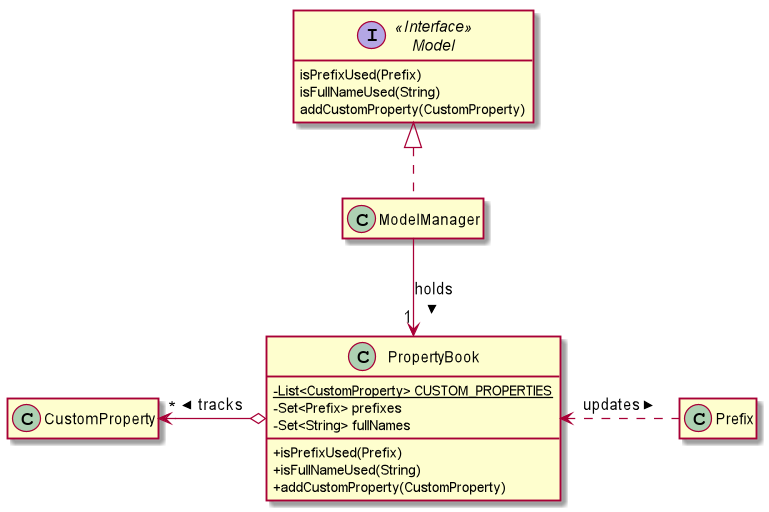 I
«Interface»
Model
isPrefixUsed(Prefix)
isFullNameUsed(String)
addCustomProperty(CustomProperty)
C ModelManager
holds
1
C PropertyBook
-List<CustomProperty> CUSTOM_PROPERTIES
-Set<Prefix> prefixes
-Set<String> fullNames
+isPrefixUsed(Prefix)
+isFullNameUsed(String)
+addCustomProperty(CustomProperty)
C CustomProperty
* ◄ tracks
updates ►
C Prefix